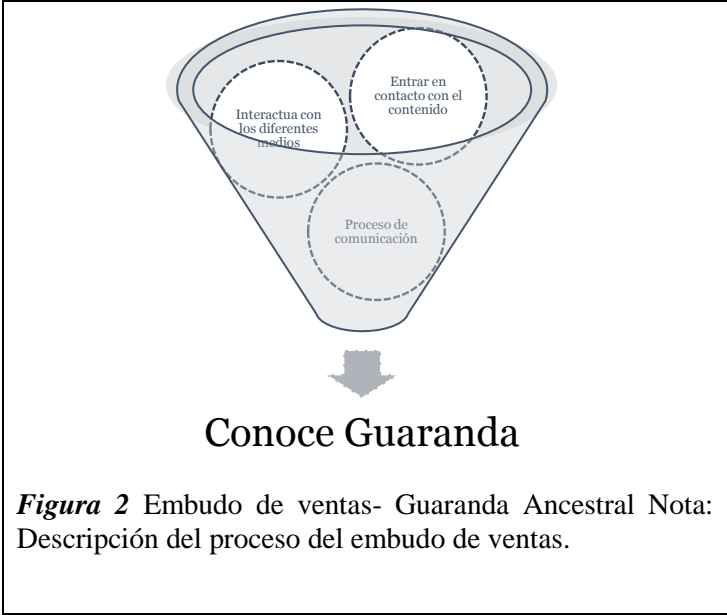 Entrar en
contacto con el
contenido
Interactua con
los diferentes
medios
Proceso de
comunicación
Conoce Guaranda
Figura 2 Embudo de ventas- Guaranda Ancestral Nota:
Descripción del proceso del embudo de ventas.